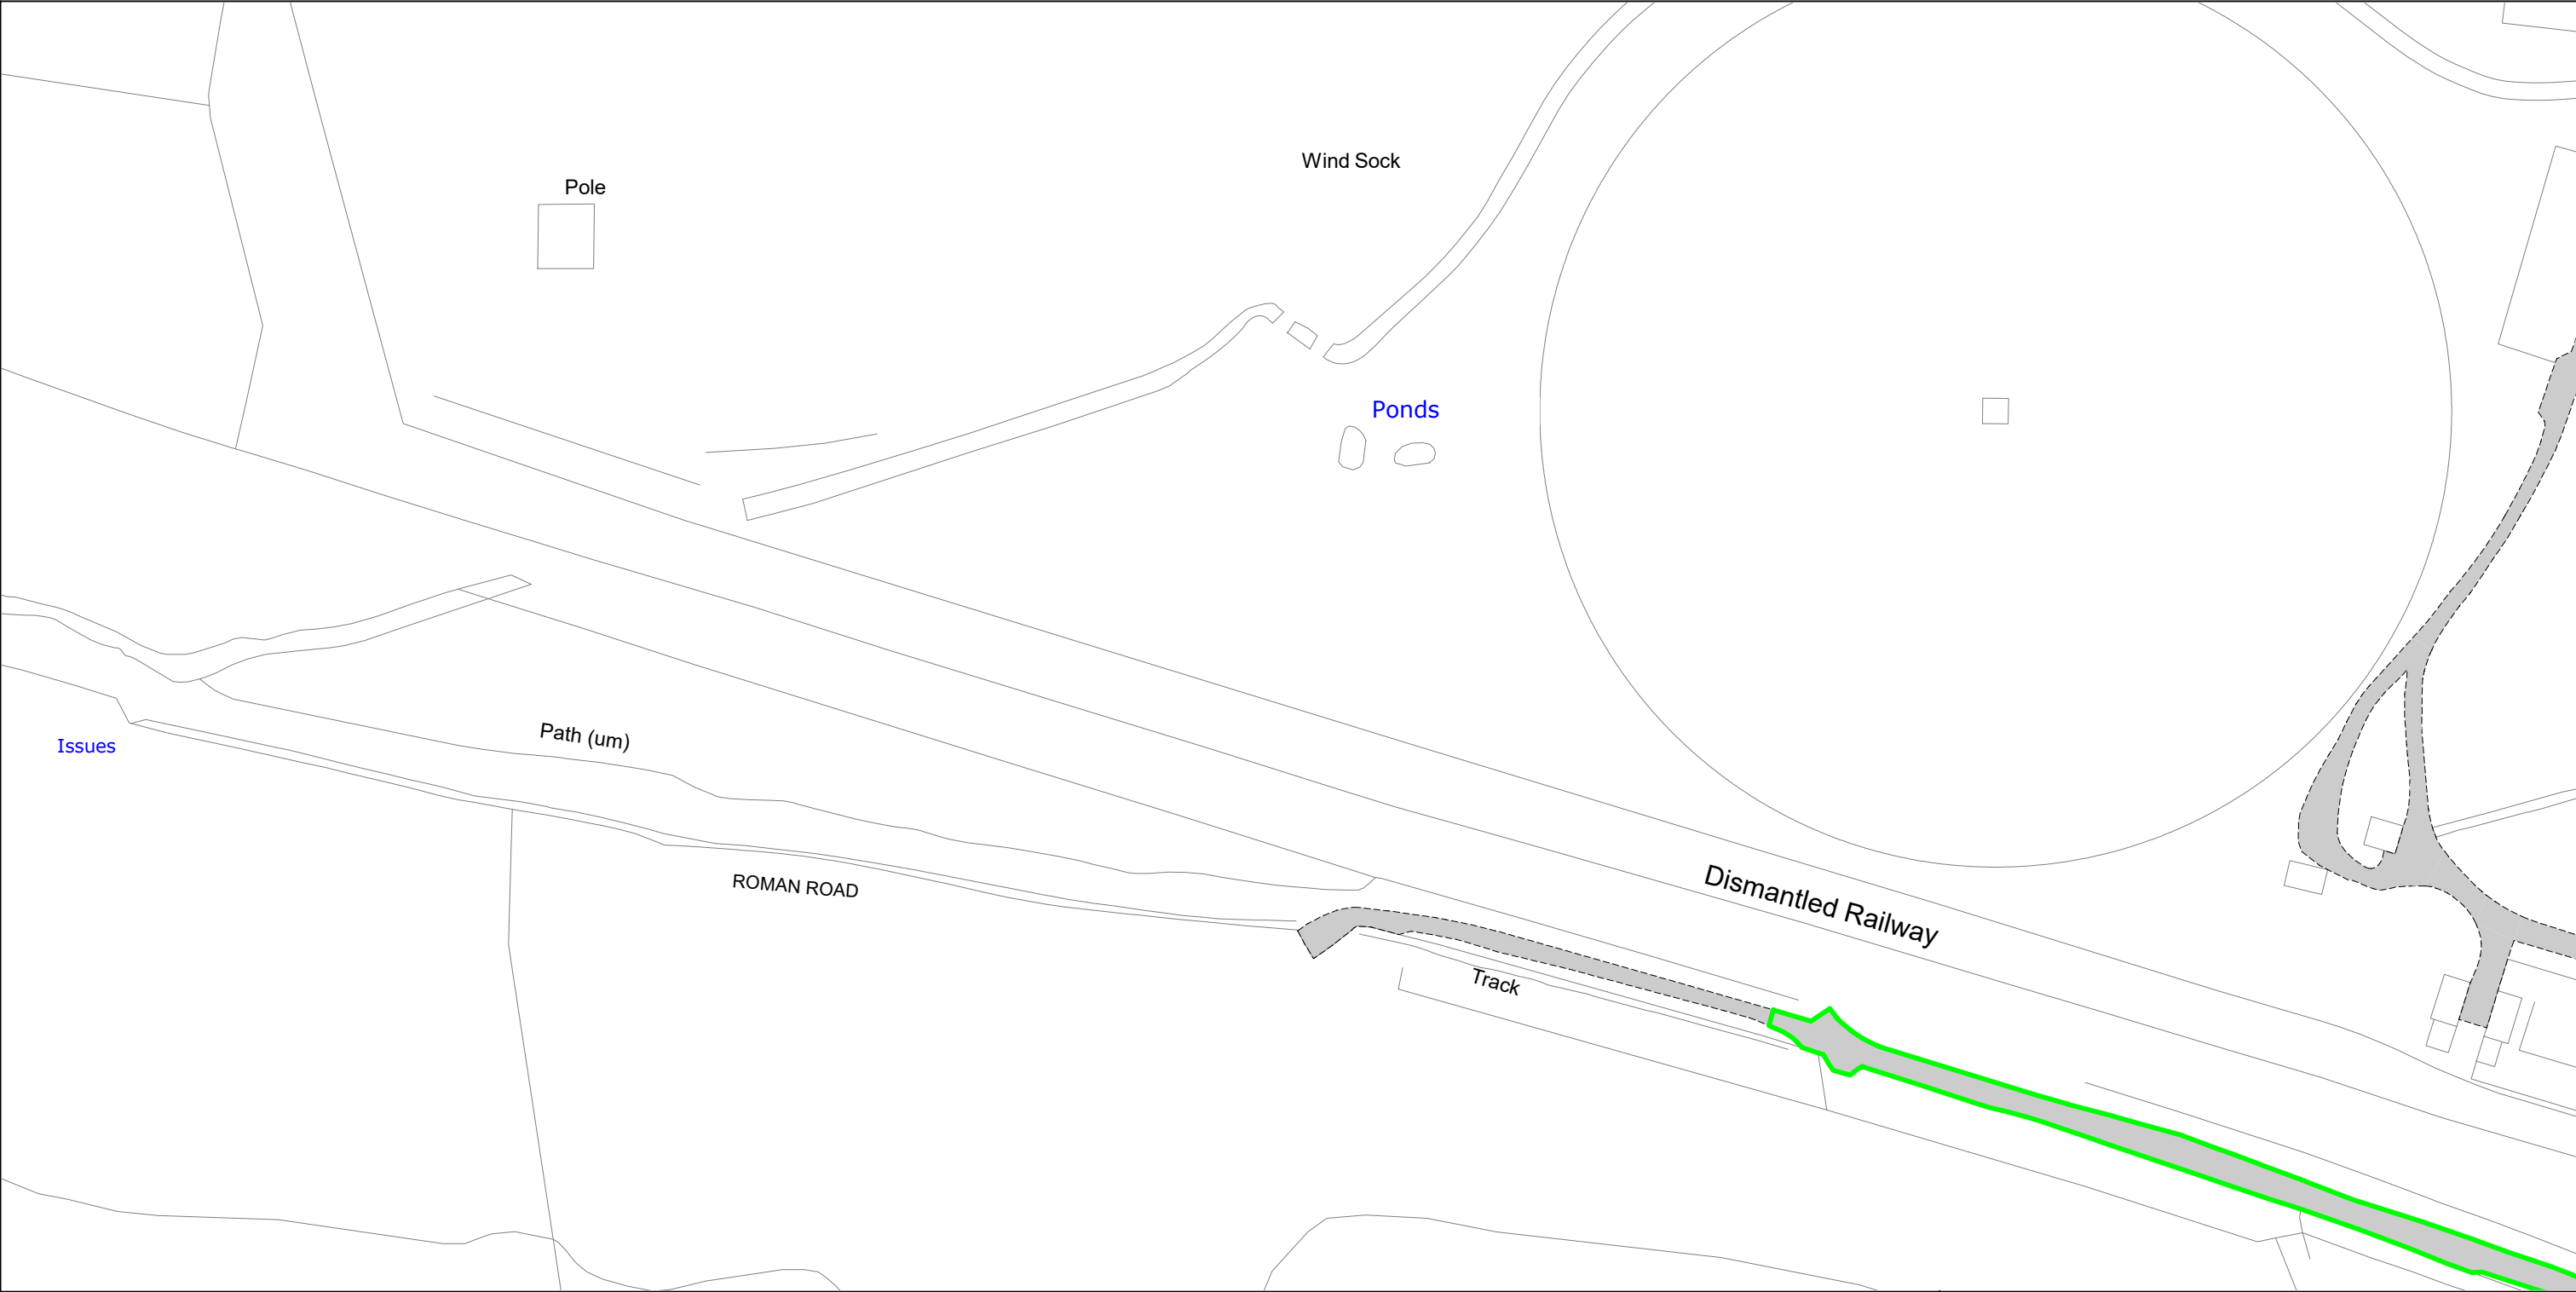 Wind Sock
Pole
Ponds
Path (um)
Issues
ROMAN ROAD
Dismantled Railway
Track